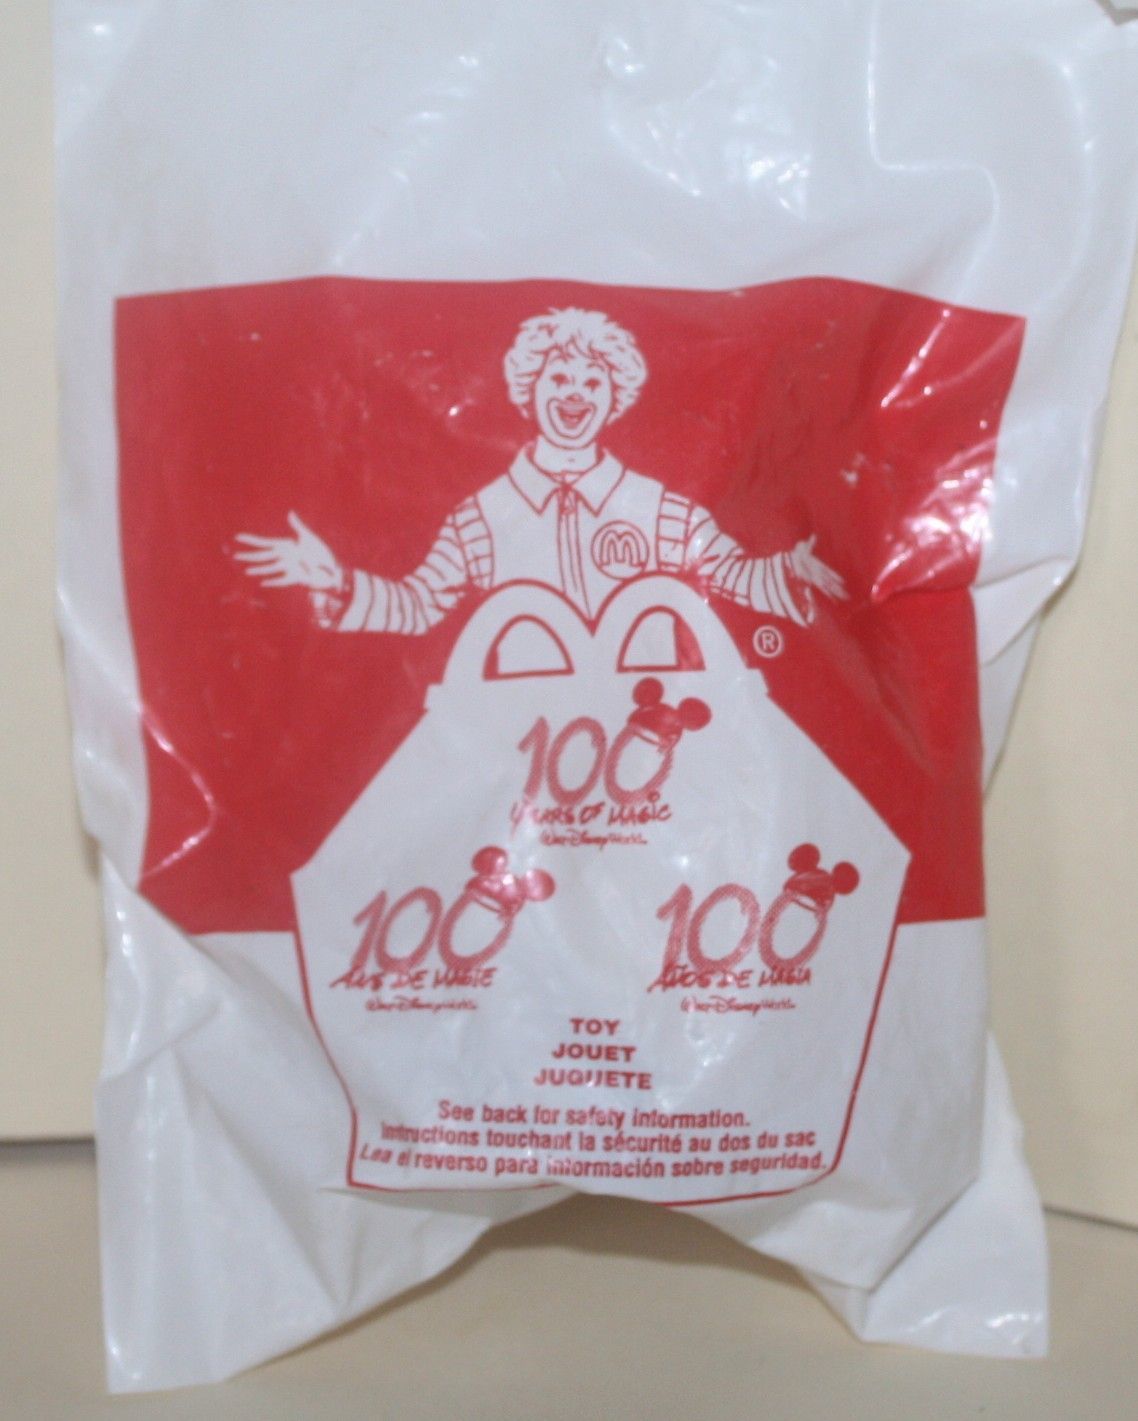 M
®
100
YEARS OF MAGIC
Walt Disney World
100
ANS DE MAGIE
Walt Disney World
100
AÑOS DE MAGIA
Walt Disney World
TOY
JOUET
JUGUETE
See back for safety information.
Instructions touchant la sécurité au dos du sac
Lea el reverso para información sobre seguridad.